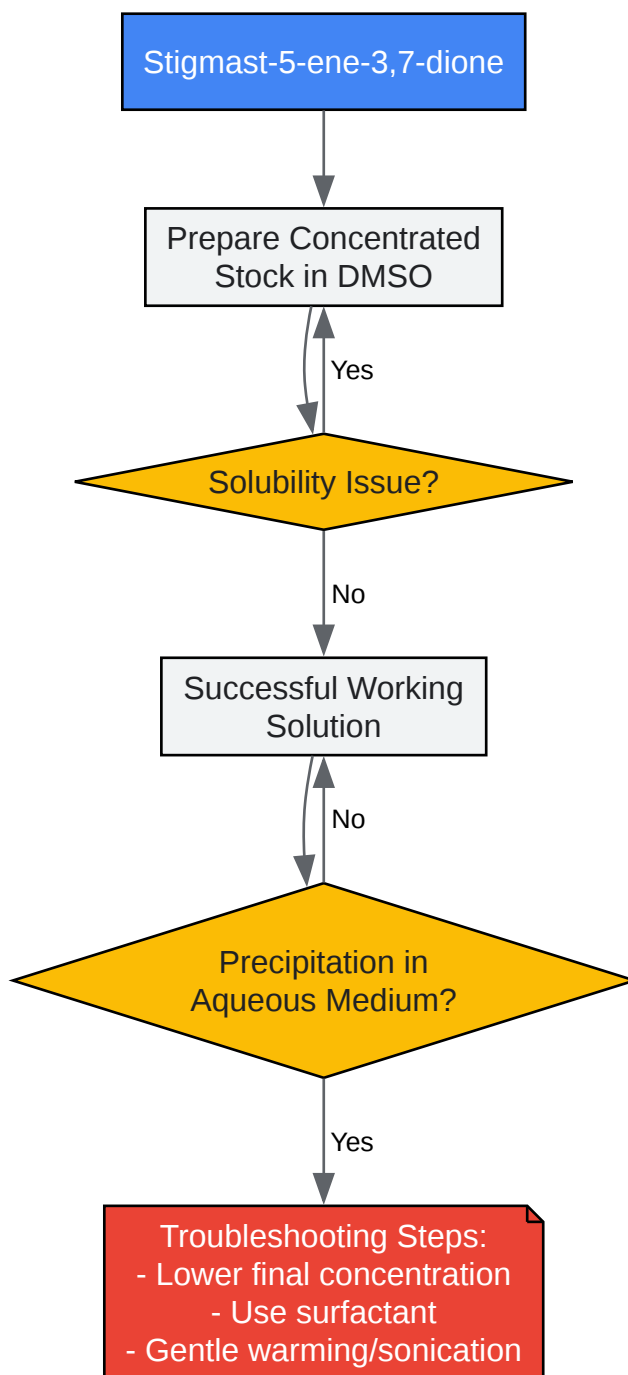 Stigmast-5-ene-3,7-dione
Prepare Concentrated
Stock in DMSO
Yes
Solubility Issue?
No
Successful Working
Solution
No
Precipitation in
Aqueous Medium?
Yes
Troubleshooting Steps:
- Lower final concentration
- Use surfactant
- Gentle warming/sonication